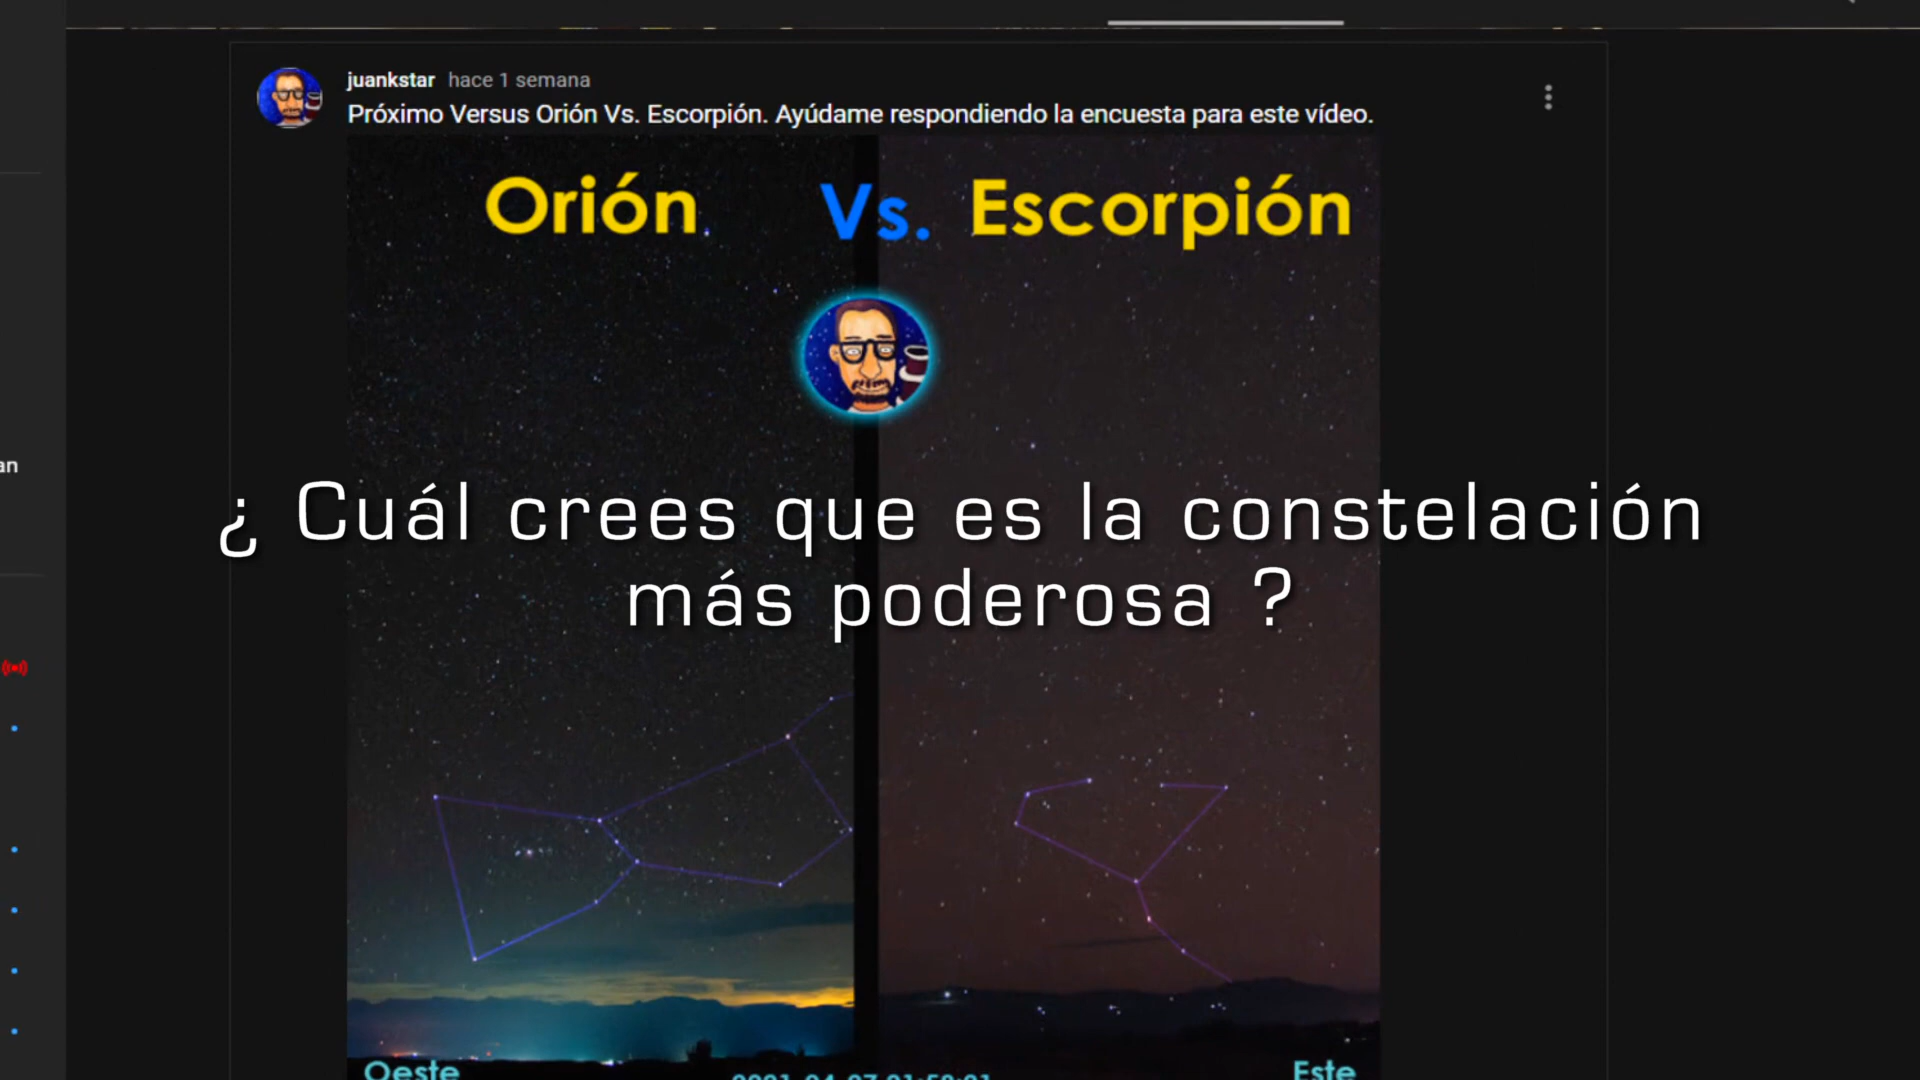 juankstar hace 1 semana
Próximo Versus Orión Vs. Escorpión. Ayúdame respondiendo la encuesta para este vídeo.
Orión Vs. Escorpión
an
¿ Cuál crees que es la constelación
más poderosa ?
Oeste Este